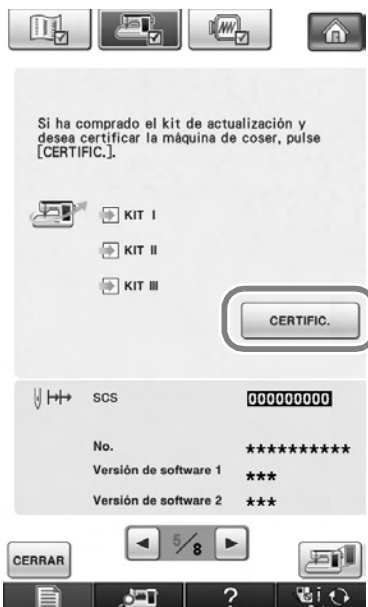 Si ha comprado el kit de actualización y
desea certificar la máquina de coser, pulse
[CERTIFIC.].
KIT I
KIT II
KIT III
CERTIFIC.
SCS 000000000
No. **********
Versión de software 1 ***
Versión de software 2 ***
CERRAR 5/8
?